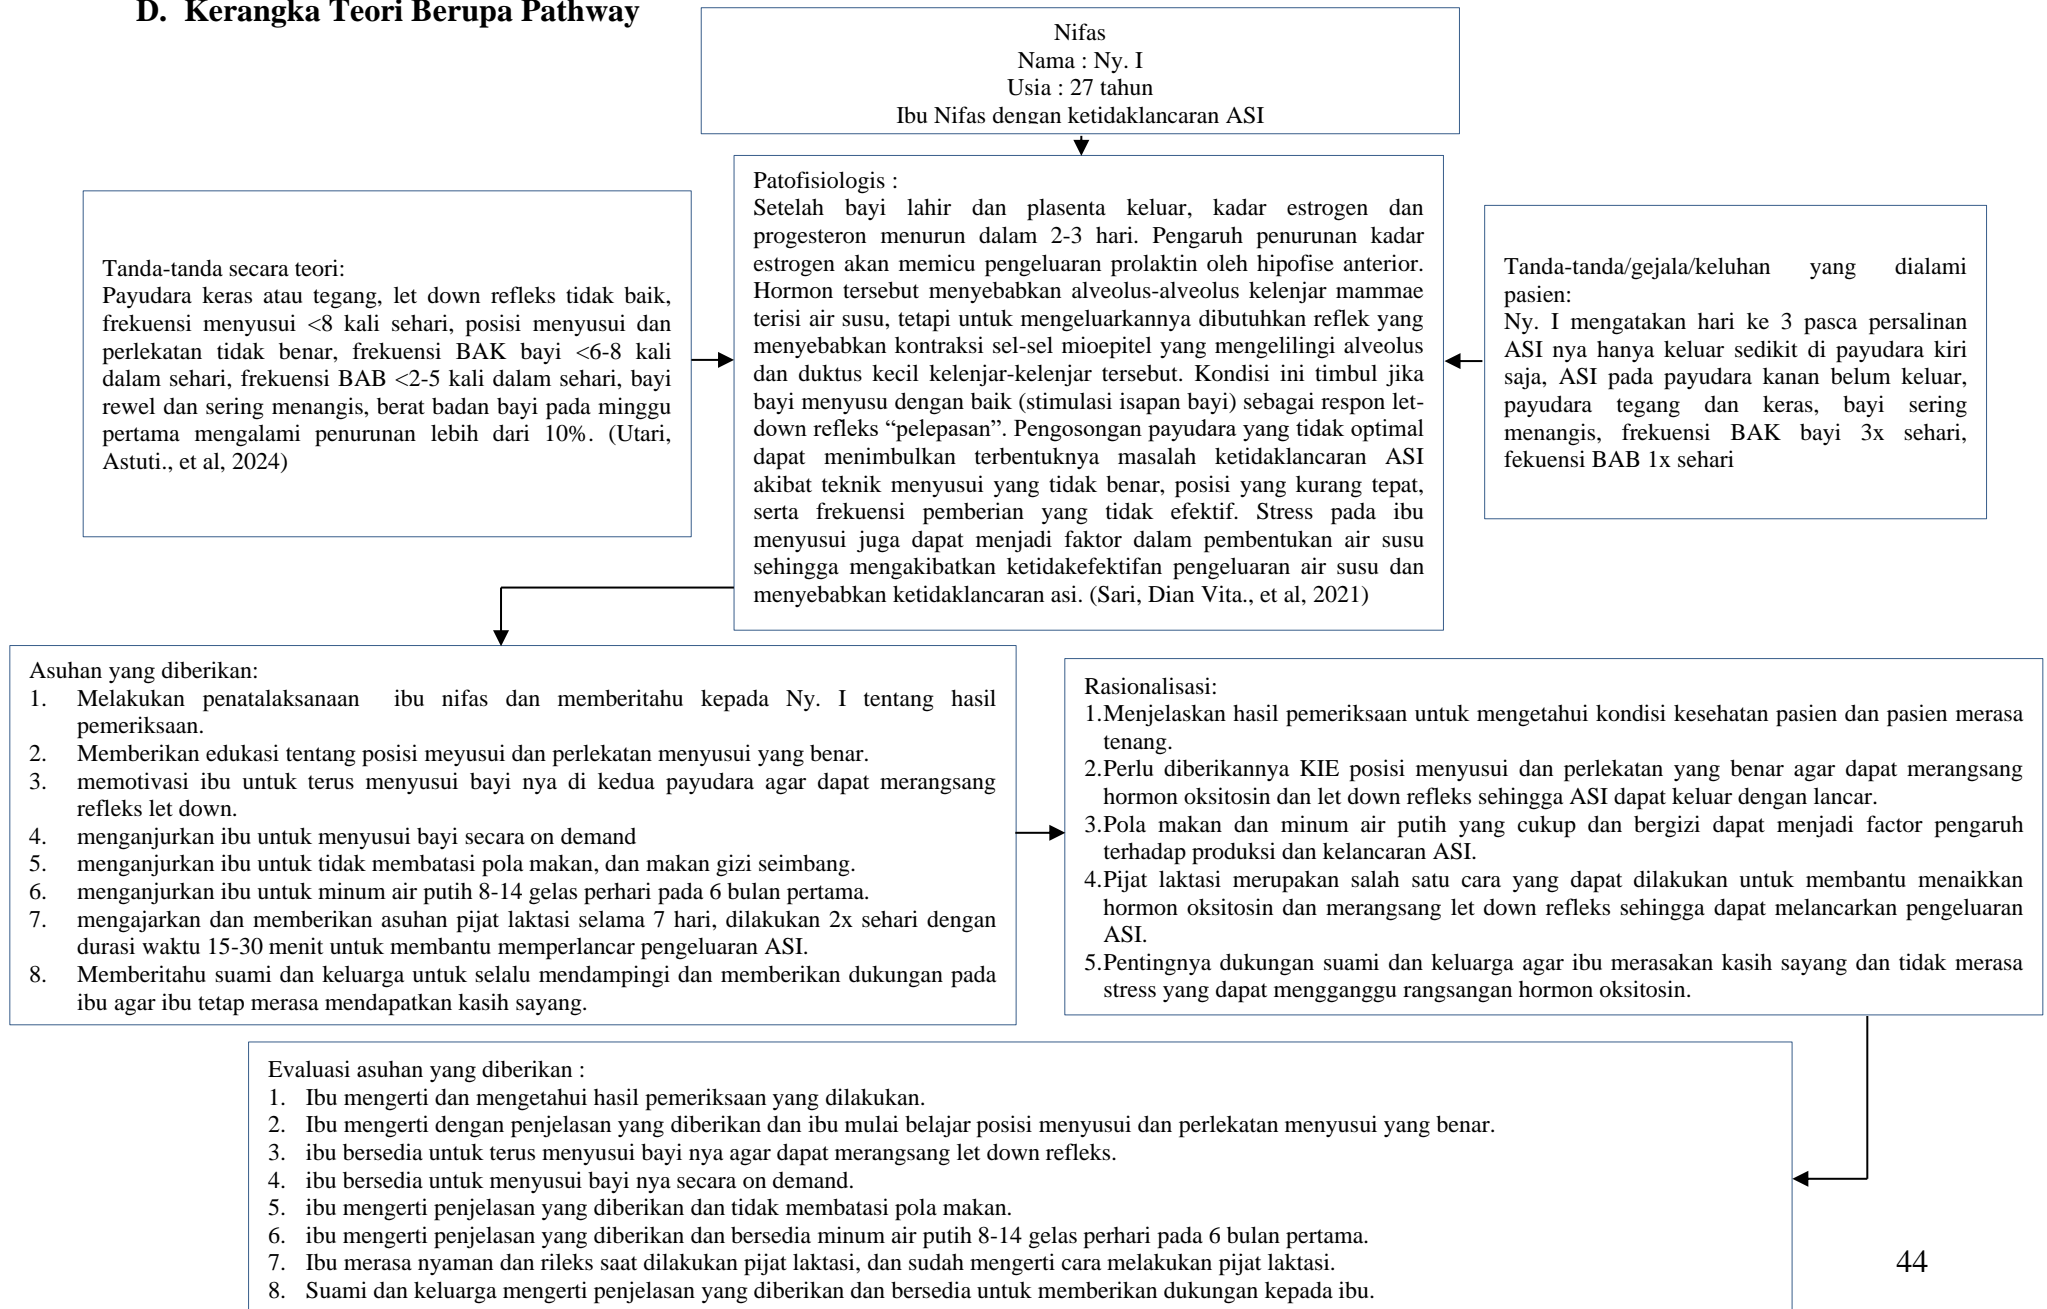 D. Kerangka Teori Berupa Pathway
Nifas
Nama : Ny. I
Usia : 27 tahun
Ibu Nifas dengan ketidaklancaran ASI
Tanda-tanda secara teori:
Payudara keras atau tegang, let down refleks tidak baik,
frekuensi menyusui <8 kali sehari, posisi menyusui dan
perlekatan tidak benar, frekuensi BAK bayi <6-8 kali
dalam sehari, frekuensi BAB <2-5 kali dalam sehari, bayi
rewel dan sering menangis, berat badan bayi pada minggu
pertama mengalami penurunan lebih dari 10%. (Utari,
Astuti., et al, 2024)
Patofisiologis :
Setelah bayi lahir dan plasenta keluar, kadar estrogen dan
progesteron menurun dalam 2-3 hari. Pengaruh penurunan kadar
estrogen akan memicu pengeluaran prolaktin oleh hipofise anterior.
Hormon tersebut menyebabkan alveolus-alveolus kelenjar mammae
terisi air susu, tetapi untuk mengeluarkannya dibutuhkan reflek yang
menyebabkan kontraksi sel-sel mioepitel yang mengelilingi alveolus
dan duktus kecil kelenjar-kelenjar tersebut. Kondisi ini timbul jika
bayi menyusu dengan baik (stimulasi isapan bayi) sebagai respon let-
down refleks “pelepasan”. Pengosongan payudara yang tidak optimal
dapat menimbulkan terbentuknya masalah ketidaklancaran ASI
akibat teknik menyusui yang tidak benar, posisi yang kurang tepat,
serta frekuensi pemberian yang tidak efektif. Stress pada ibu
menyusui juga dapat menjadi faktor dalam pembentukan air susu
sehingga mengakibatkan ketidakefektifan pengeluaran air susu dan
menyebabkan ketidaklancaran asi. (Sari, Dian Vita., et al, 2021)
Tanda-tanda/gejala/keluhan yang dialami
pasien:
Ny. I mengatakan hari ke 3 pasca persalinan
ASI nya hanya keluar sedikit di payudara kiri
saja, ASI pada payudara kanan belum keluar,
payudara tegang dan keras, bayi sering
menangis, frekuensi BAK bayi 3x sehari,
fekuensi BAB 1x sehari
Asuhan yang diberikan:
1. Melakukan penatalaksanaan ibu nifas dan memberitahu kepada Ny. I tentang hasil
pemeriksaan.
2. Memberikan edukasi tentang posisi meyusui dan perlekatan menyusui yang benar.
3. memotivasi ibu untuk terus menyusui bayi nya di kedua payudara agar dapat merangsang
refleks let down.
4. menganjurkan ibu untuk menyusui bayi secara on demand
5. menganjurkan ibu untuk tidak membatasi pola makan, dan makan gizi seimbang.
6. menganjurkan ibu untuk minum air putih 8-14 gelas perhari pada 6 bulan pertama.
7. mengajarkan dan memberikan asuhan pijat laktasi selama 7 hari, dilakukan 2x sehari dengan
durasi waktu 15-30 menit untuk membantu memperlancar pengeluaran ASI.
8. Memberitahu suami dan keluarga untuk selalu mendampingi dan memberikan dukungan pada
ibu agar ibu tetap merasa mendapatkan kasih sayang.
Rasionalisasi:
1.Menjelaskan hasil pemeriksaan untuk mengetahui kondisi kesehatan pasien dan pasien merasa
tenang.
2.Perlu diberikannya KIE posisi menyusui dan perlekatan yang benar agar dapat merangsang
hormon oksitosin dan let down refleks sehingga ASI dapat keluar dengan lancar.
3.Pola makan dan minum air putih yang cukup dan bergizi dapat menjadi factor pengaruh
terhadap produksi dan kelancaran ASI.
4.Pijat laktasi merupakan salah satu cara yang dapat dilakukan untuk membantu menaikkan
hormon oksitosin dan merangsang let down refleks sehingga dapat melancarkan pengeluaran
ASI.
5.Pentingnya dukungan suami dan keluarga agar ibu merasakan kasih sayang dan tidak merasa
stress yang dapat mengganggu rangsangan hormon oksitosin.
Evaluasi asuhan yang diberikan :
1. Ibu mengerti dan mengetahui hasil pemeriksaan yang dilakukan.
2. Ibu mengerti dengan penjelasan yang diberikan dan ibu mulai belajar posisi menyusui dan perlekatan menyusui yang benar.
3. ibu bersedia untuk terus menyusui bayi nya agar dapat merangsang let down refleks.
4. ibu bersedia untuk menyusui bayi nya secara on demand.
5. ibu mengerti penjelasan yang diberikan dan tidak membatasi pola makan.
6. ibu mengerti penjelasan yang diberikan dan bersedia minum air putih 8-14 gelas perhari pada 6 bulan pertama.
7. Ibu merasa nyaman dan rileks saat dilakukan pijat laktasi, dan sudah mengerti cara melakukan pijat laktasi.
8. Suami dan keluarga mengerti penjelasan yang diberikan dan bersedia untuk memberikan dukungan kepada ibu.
44